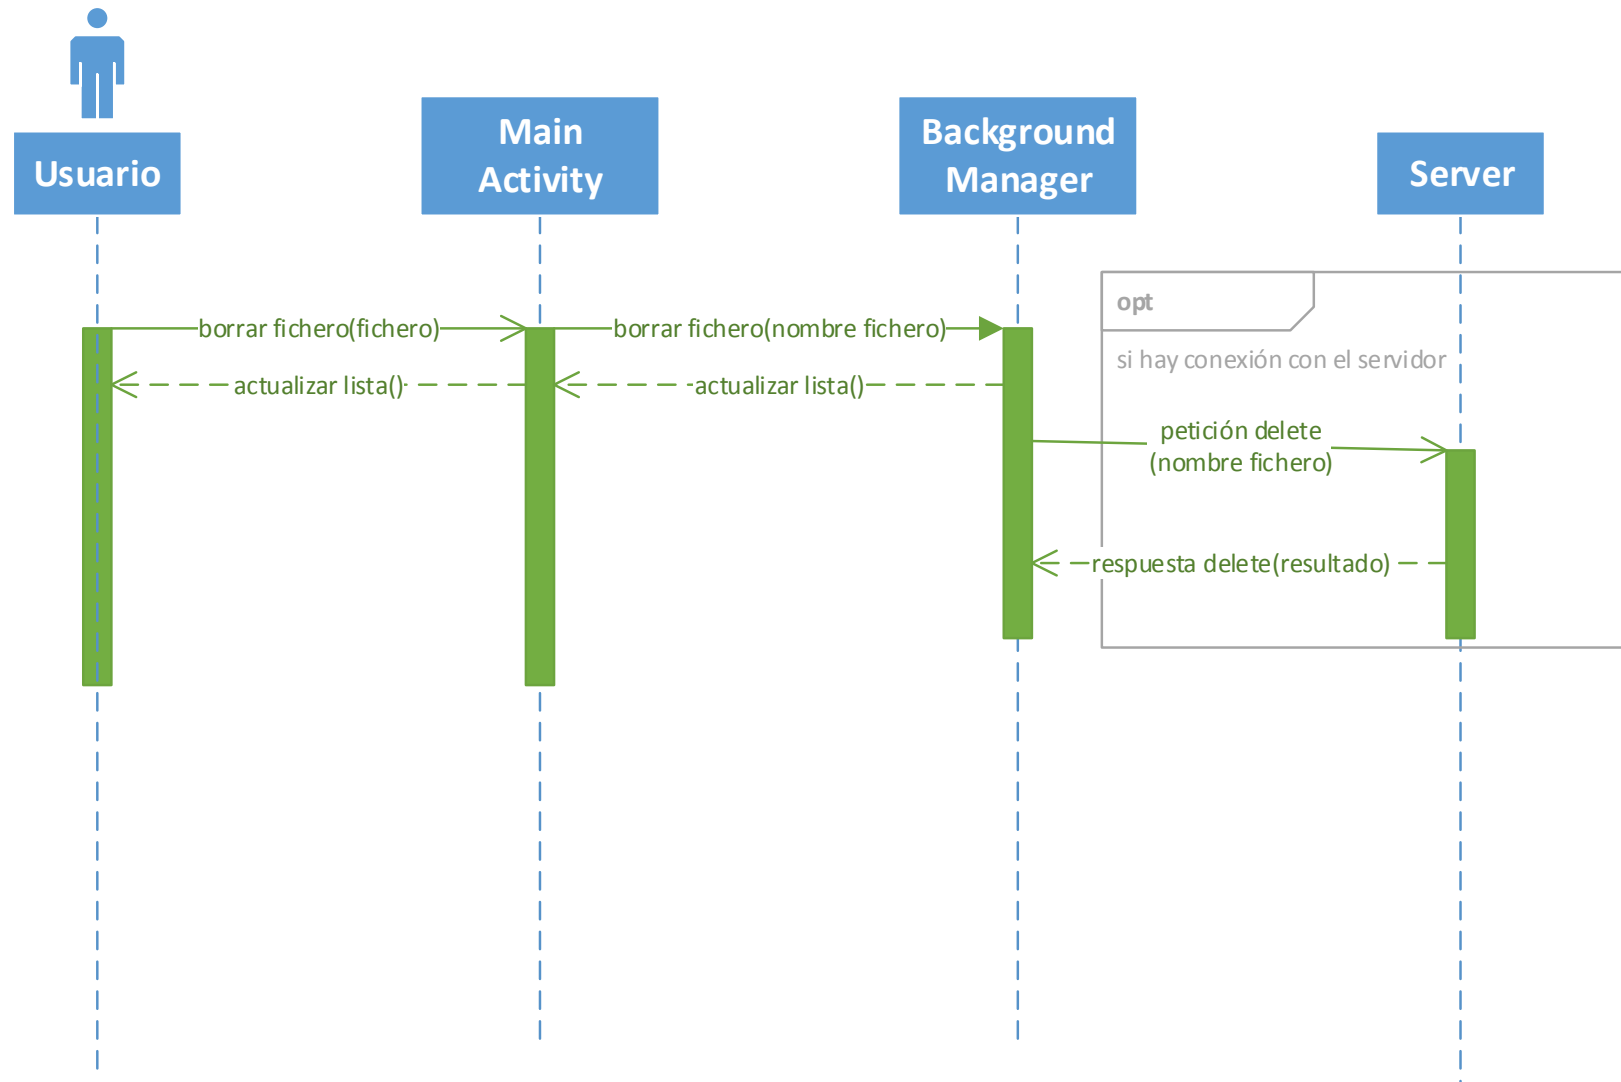 Usuario
Main
Activity
Background
Manager
Server
opt
si hay conexión con el servidor
borrar fichero(fichero)
borrar fichero(nombre fichero)
actualizar lista()
actualizar lista()
petición delete
(nombre fichero)
respuesta delete(resultado)